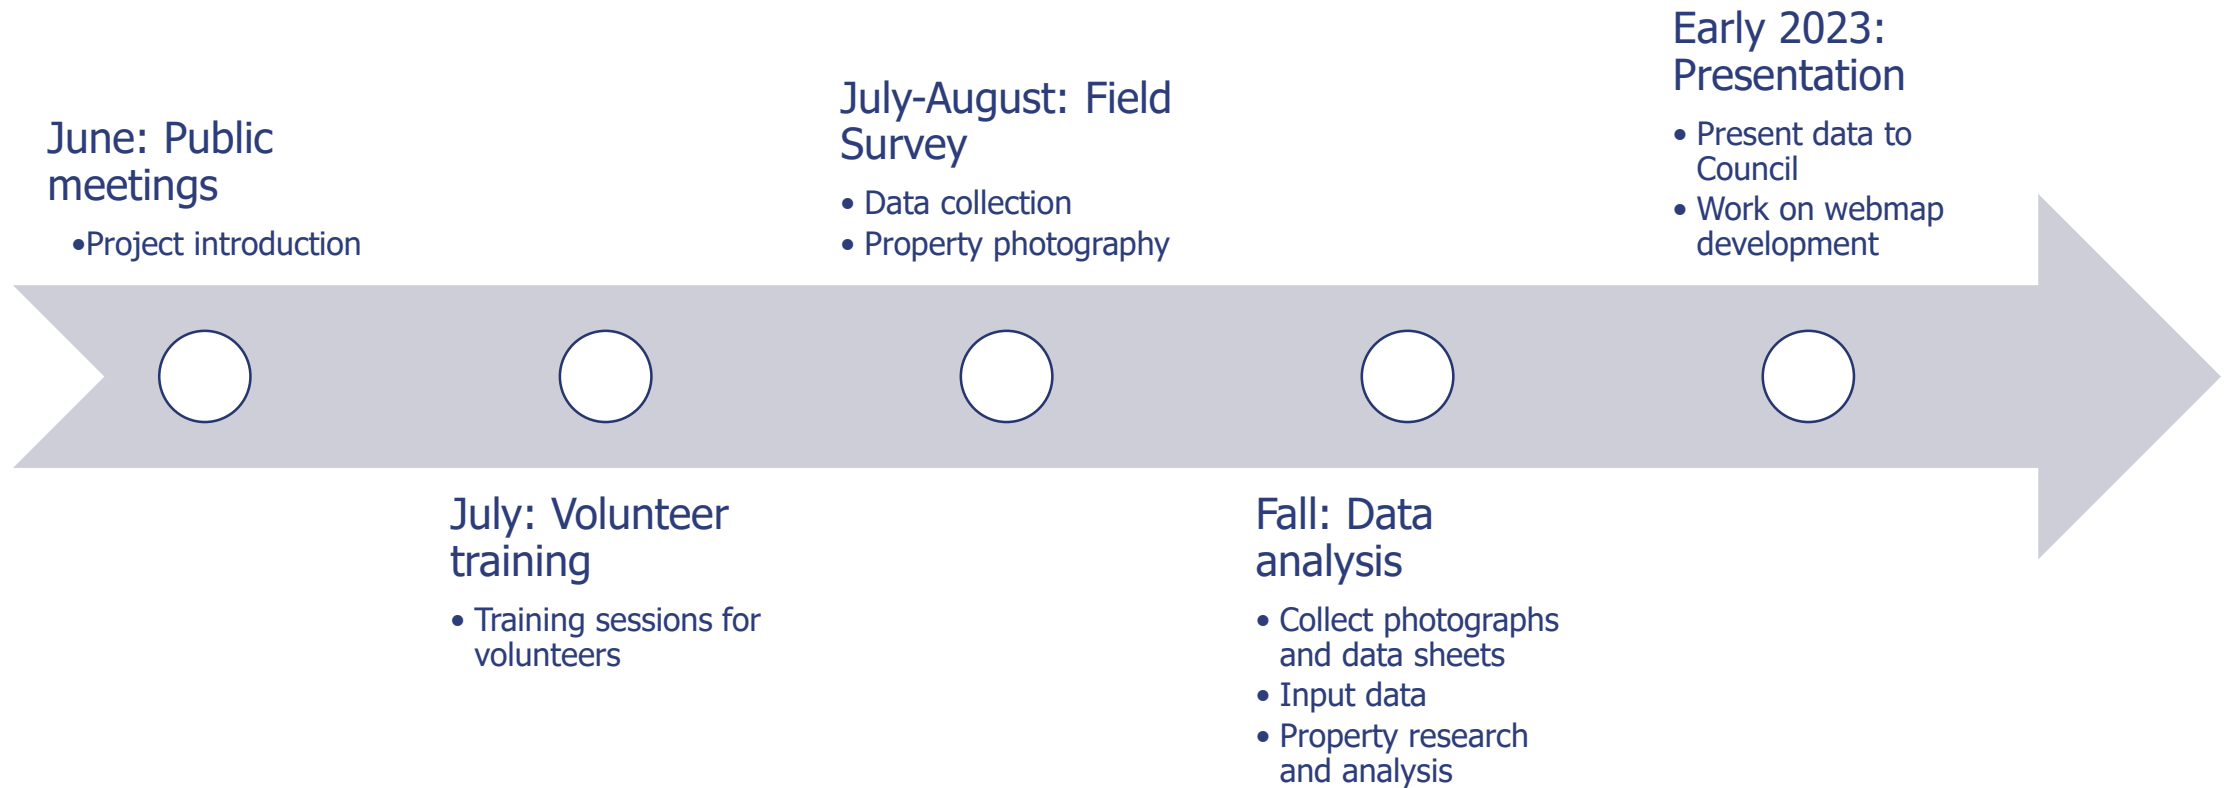 June: Public
meetings
•Project introduction
July: Volunteer
training
• Training sessions for
volunteers
July-August: Field
Survey
• Data collection
• Property photography
Fall: Data
analysis
• Collect photographs
and data sheets
• Input data
• Property research
and analysis
Early 2023:
Presentation
• Present data to
Council
• Work on webmap
development